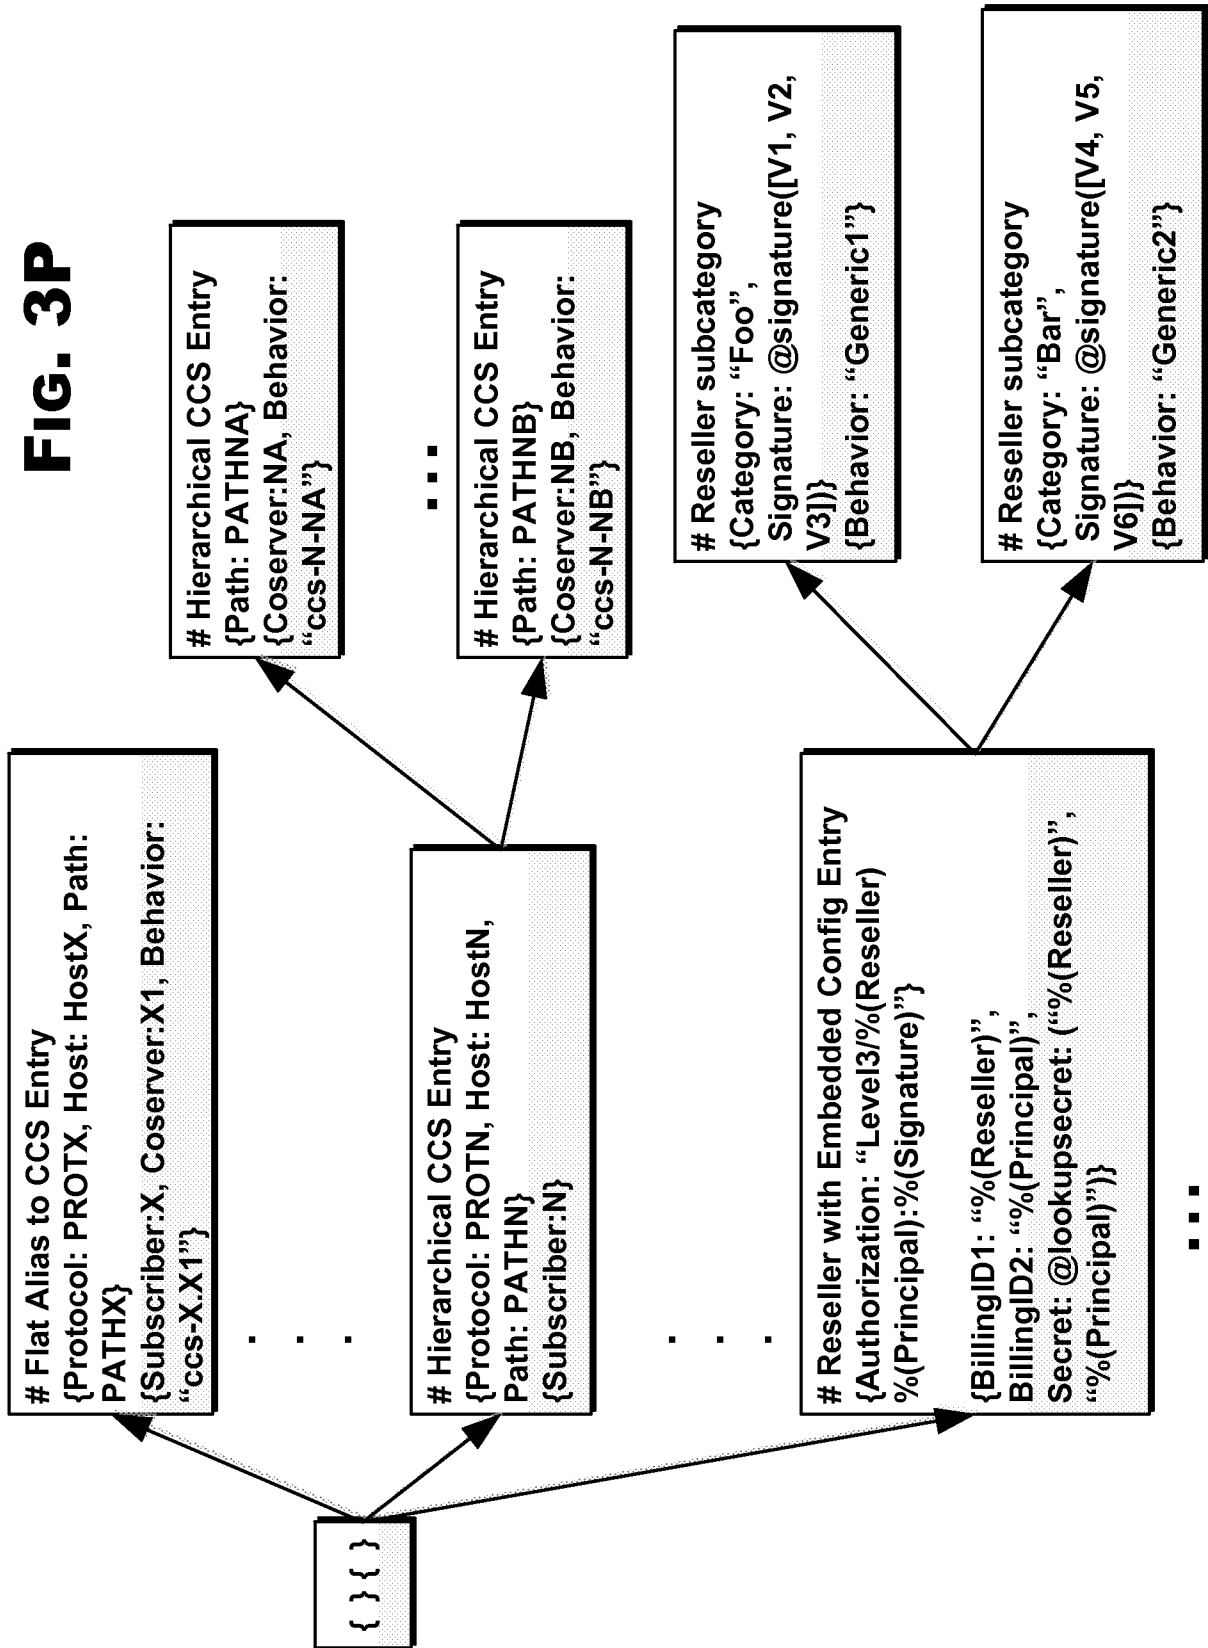 FIG. 3P
{ } { }
# Flat Alias to CCS Entry
{Protocol: PROTX, Host: HostX, Path:
PATHX}
{Subscriber:X, Coserver:X1, Behavior:
“ccs-X.X1”}
. . . .
# Hierarchical CCS Entry
{Protocol: PROTN, Host: HostN,
Path: PATHN}
{Subscriber:N}
. . . .
# Reseller with Embedded Config Entry
{Authorization: “Level3/%(Reseller)
%(Principal):%(Signature)”}
{BillingID1: “%(Reseller)”,
BillingID2: “%(Principal)”,
Secret: @lookupsecret: (“%(Reseller)”,
“%(Principal)”)}
...
# Hierarchical CCS Entry
{Path: PATHNA}
{Coserver:NA, Behavior:
“ccs-N-NA”}
...
# Hierarchical CCS Entry
{Path: PATHNB}
{Coserver:NB, Behavior:
“ccs-N-NB”}
# Reseller subcategory
{Category: “Foo”,
Signature: @signature([V1, V2,
V3])}
{Behavior: “Generic1”}
# Reseller subcategory
{Category: “Bar”,
Signature: @signature([V4, V5,
V6])}
{Behavior: “Generic2”}